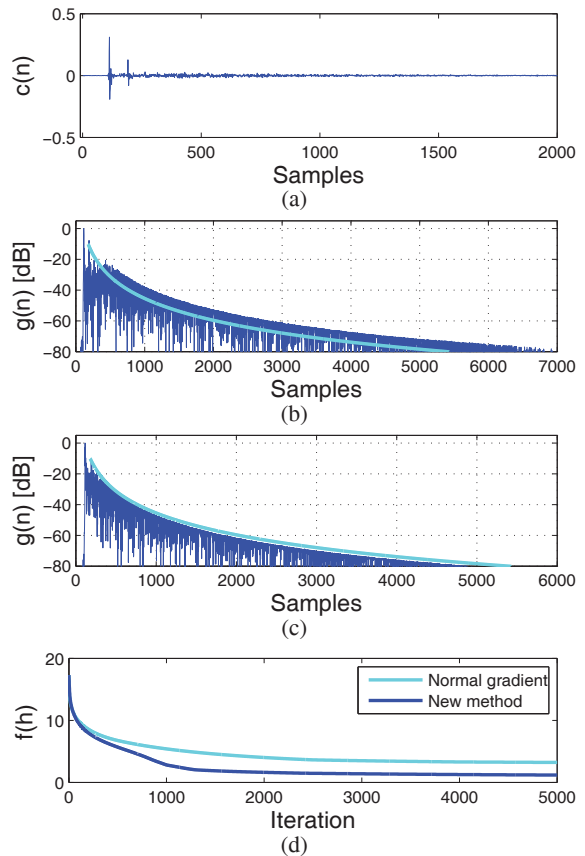 0.5
0
−0.5
c(n)
0 500 1000 1500 2000
Samples
(a)
0
−20
−40
−60
−80
g(n) [dB]
0 1000 2000 3000 4000 5000 6000 7000
Samples
(b)
0
−20
−40
−60
−80
g(n) [dB]
0 1000 2000 3000 4000 5000 6000
Samples
(c)
20
10
0
f(h)
Normal gradient
New method
0 1000 2000 3000 4000 5000
Iteration
(d)